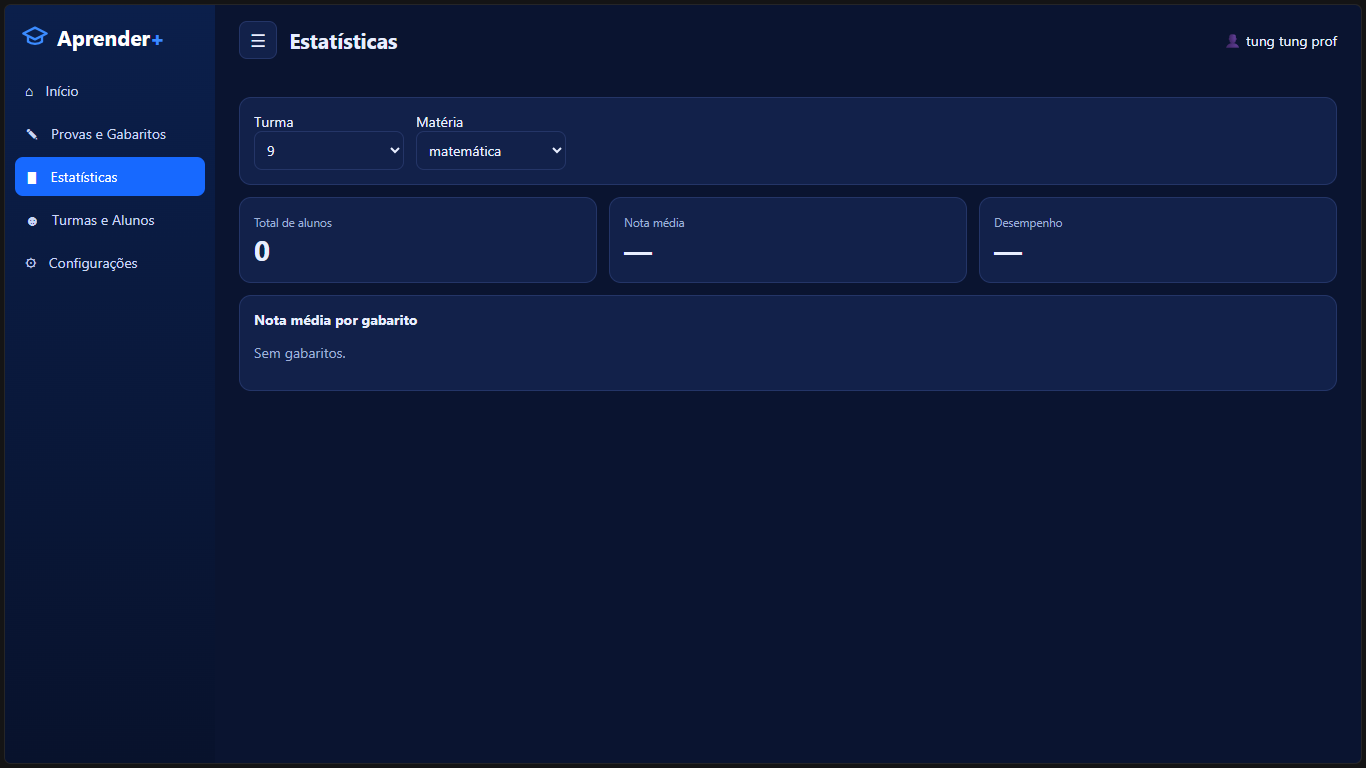 Aprender+
Início
Provas e Gabaritos
Estatísticas
Turmas e Alunos
Configurações
Estatísticas
tung tung prof
Turma
Matéria
9
matemática
Total de alunos
0
Nota média
—
Desempenho
—
Nota média por gabarito
Sem gabaritos.